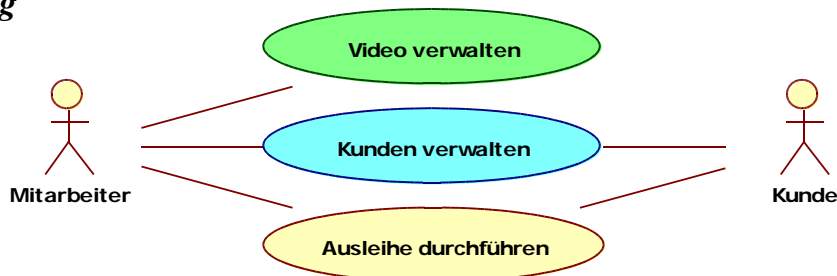 g
Video verwalten
Kunden verwalten
Mitarbeiter
Kunde
Ausleihe durchführen